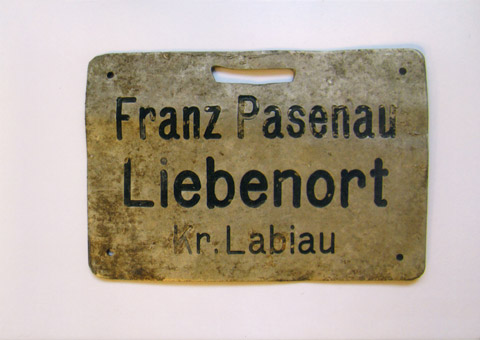 Franz Pasenau
Liebenort
Kr. Labiau